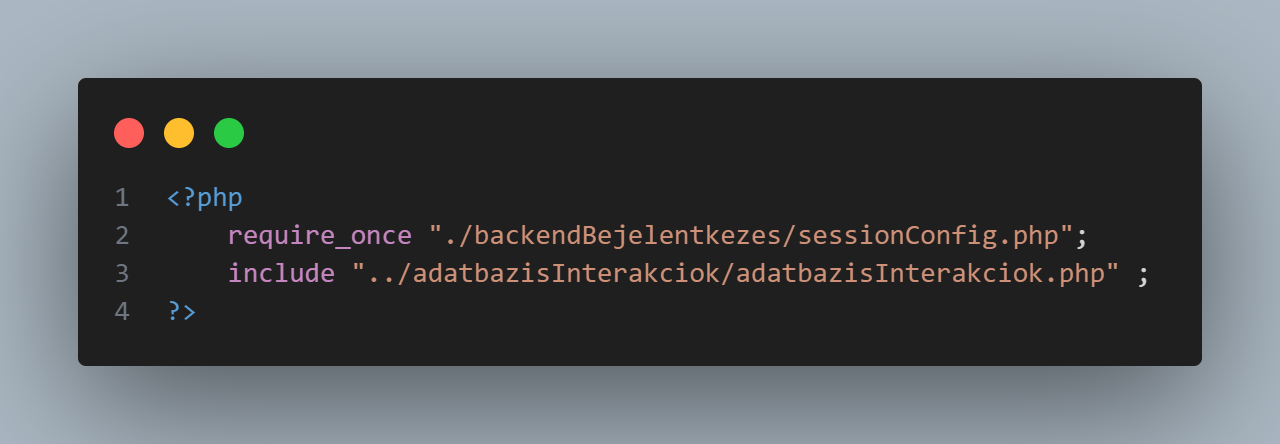 1 <?php
2     require_once "./backendBejelentkezes/sessionConfig.php";
3     include "../adatbazisInterakciok/adatbazisInterakciok.php" ;
4 ?>